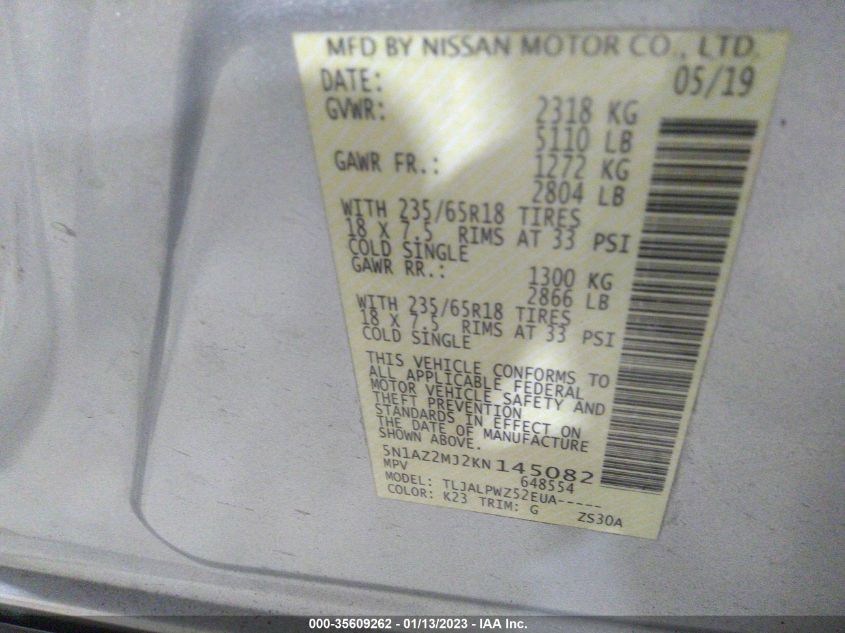 MFD BY NISSAN MOTOR CO., LTD.
DATE: 05/19
GVWR: 2318 KG
5110 LB
GAWR FR.: 1272 KG
2804 LB
WITH 235/65R18 TIRES
18 X 7.5 RIMS AT 33 PSI
COLD SINGLE
GAWR RR.: 1300 KG
2866 LB
WITH 235/65R18 TIRES
18 X 7.5 RIMS AT 33 PSI
COLD SINGLE
THIS VEHICLE CONFORMS TO
ALL APPLICABLE FEDERAL
MOTOR VEHICLE SAFETY AND
THEFT PREVENTION
STANDARDS IN EFFECT ON
THE DATE OF MANUFACTURE
SHOWN ABOVE.
5N1AZ2MJ2KN145082
MPV 648554
MODEL: TLJALPWZ52EUA-----
COLOR: K23 TRIM: G ZS30A
000-35609262 - 01/13/2023 - IAA Inc.